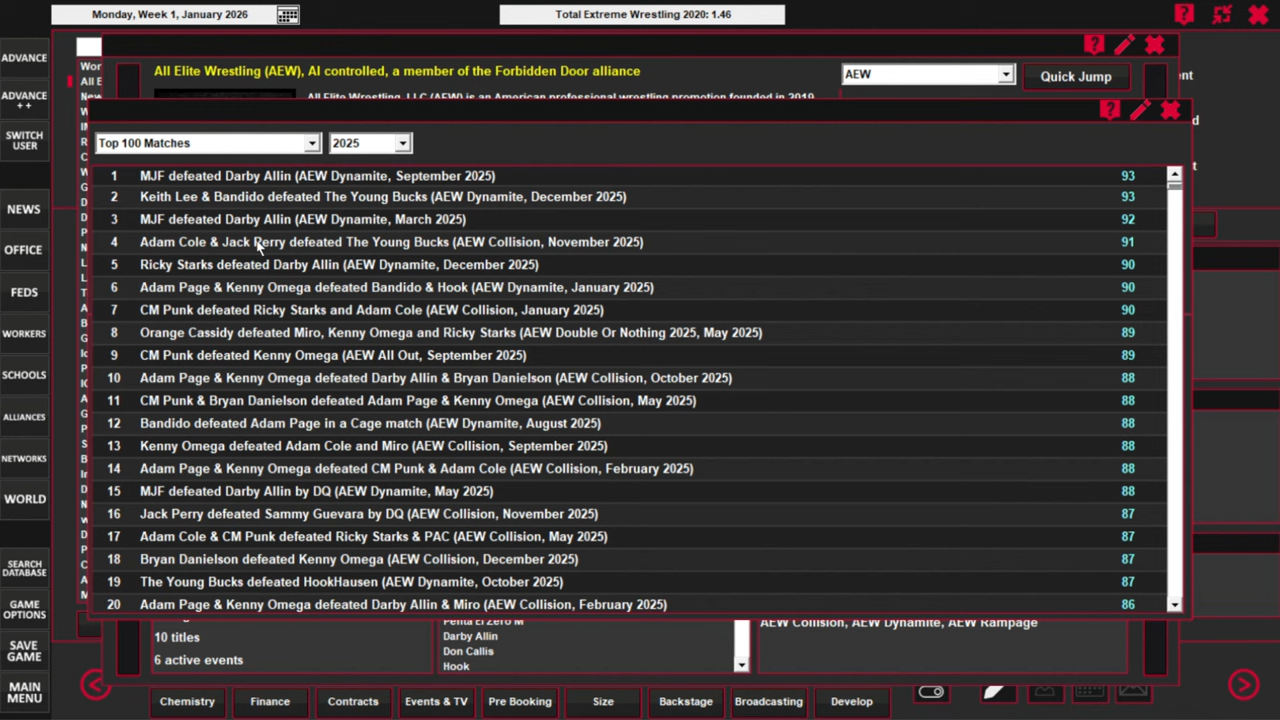 Monday, Week 1, January 2026
Total Extreme Wrestling 2020: 1.46
ADVANCE
ADVANCE
++
SWITCH
USER
NEWS
OFFICE
FEDS
WORKERS
SCHOOLS
ALLIANCES
NETWORKS
WORLD
SEARCH
DATABASE
GAME
OPTIONS
SAVE
GAME
MAIN
MENU
All Elite Wrestling (AEW), AI controlled, a member of the Forbidden Door alliance
AEW
Quick Jump
All Elite Wrestling, LLC (AEW) is an American professional wrestling promotion founded in 2019
Top 100 Matches
2025
1 MJF defeated Darby Allin (AEW Dynamite, September 2025) 93
2 Keith Lee & Bandido defeated The Young Bucks (AEW Dynamite, December 2025) 93
3 MJF defeated Darby Allin (AEW Dynamite, March 2025) 92
4 Adam Cole & Jack Perry defeated The Young Bucks (AEW Collision, November 2025) 91
5 Ricky Starks defeated Darby Allin (AEW Dynamite, December 2025) 90
6 Adam Page & Kenny Omega defeated Bandido & Hook (AEW Dynamite, January 2025) 90
7 CM Punk defeated Ricky Starks and Adam Cole (AEW Collision, January 2025) 90
8 Orange Cassidy defeated Miro, Kenny Omega and Ricky Starks (AEW Double Or Nothing 2025, May 2025) 89
9 CM Punk defeated Kenny Omega (AEW All Out, September 2025) 89
10 Adam Page & Kenny Omega defeated Darby Allin & Bryan Danielson (AEW Collision, October 2025) 88
11 CM Punk & Bryan Danielson defeated Adam Page & Kenny Omega (AEW Collision, May 2025) 88
12 Bandido defeated Adam Page in a Cage match (AEW Dynamite, August 2025) 88
13 Kenny Omega defeated Adam Cole and Miro (AEW Collision, September 2025) 88
14 Adam Page & Kenny Omega defeated CM Punk & Adam Cole (AEW Collision, February 2025) 88
15 MJF defeated Darby Allin by DQ (AEW Dynamite, May 2025) 88
16 Jack Perry defeated Sammy Guevara by DQ (AEW Collision, November 2025) 87
17 Adam Cole & CM Punk defeated Ricky Starks & PAC (AEW Collision, May 2025) 87
18 Bryan Danielson defeated Kenny Omega (AEW Collision, December 2025) 87
19 The Young Bucks defeated HookHausen (AEW Dynamite, October 2025) 87
20 Adam Page & Kenny Omega defeated Darby Allin & Miro (AEW Collision, February 2025) 86
10 titles
6 active events
Penta El Zero M
Darby Allin
Don Callis
Hook
AEW Collision, AEW Dynamite, AEW Rampage
Chemistry
Finance
Contracts
Events & TV
Pre Booking
Size
Backstage
Broadcasting
Develop